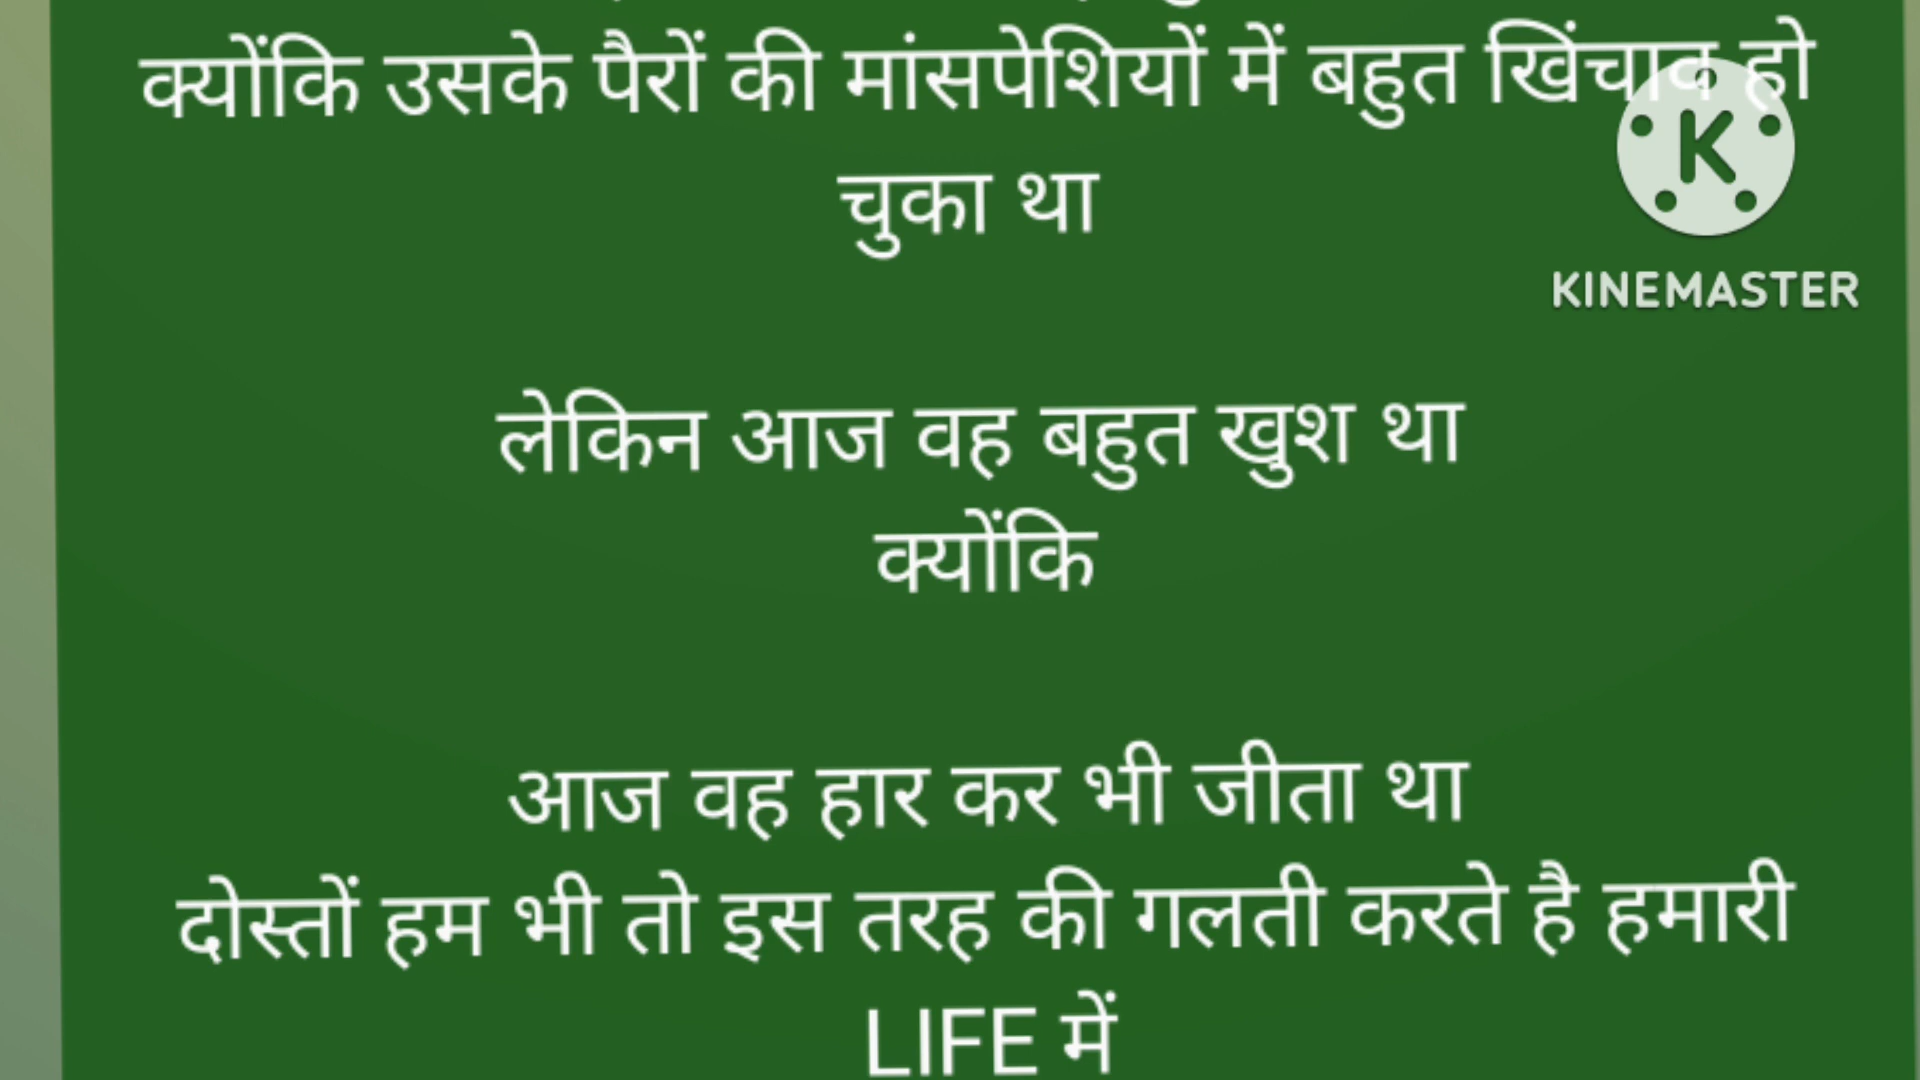 क्योंकि उसके पैरों की मांसपेशियों में बहुत खिंचाव हो
चुका था
K
KINEMASTER
लेकिन आज वह बहुत खुश था
क्योंकि
आज वह हार कर भी जीता था
दोस्तों हम भी तो इस तरह की गलती करते है हमारी
LIFE में